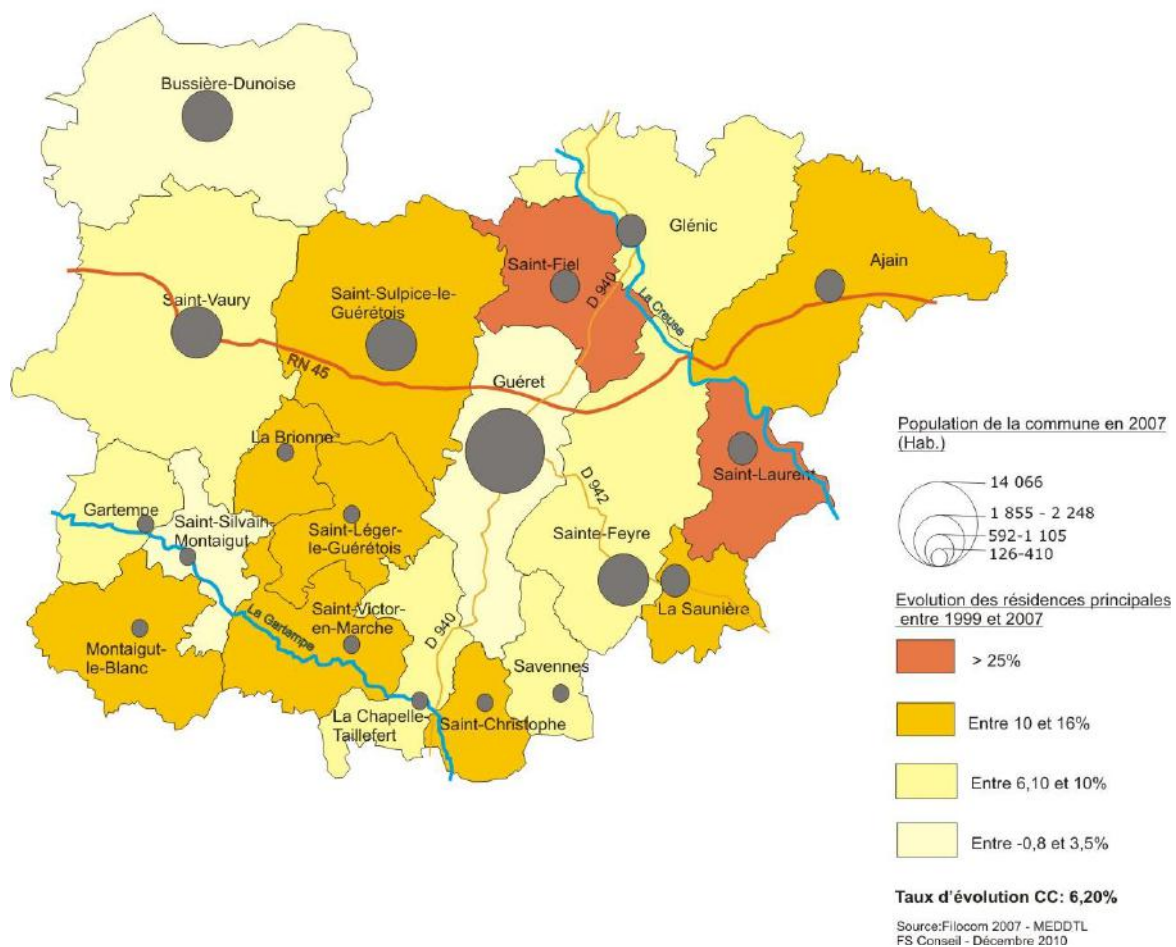 Bussière-Dunoise
Glénic
Ajain
Saint-Fiel
D 940
La Creuse
Saint-Vaury
Saint-Sulpice-le-
Guérétois
RN 45
Guéret
La Brionne
Saint-Laurent
D 942
Gartempe
Saint-Silvain-
Montaigut
Saint-Léger-
le-Guérétois
Sainte-Feyre
La Saunière
La Gartempe
Saint-Victor-
en-Marche
D 940
Montaigut-
le-Blanc
Savennes
La Chapelle-
Taillefert
Saint-Christophe
Population de la commune en 2007
(Hab.)
14 066
1 855 - 2 248
592-1 105
126-410
Evolution des résidences principales
entre 1999 et 2007
> 25%
Entre 10 et 16%
Entre 6,10 et 10%
Entre -0,8 et 3,5%
Taux d'évolution CC: 6,20%
Source:Filocom 2007 - MEDDTL
FS Conseil - Décembre 2010